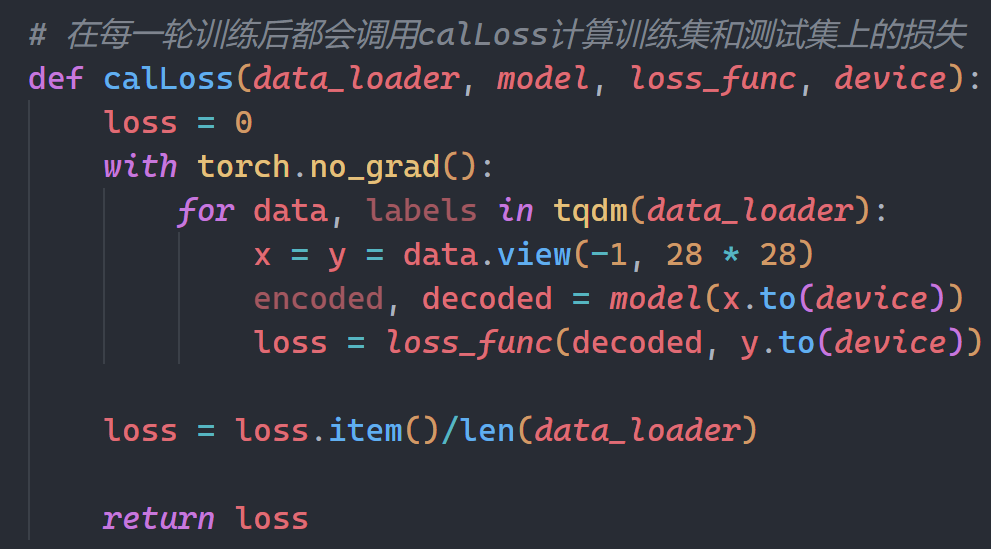 # 在每一轮训练后都会调用calLoss计算训练集和测试集上的损失
def calLoss(data_loader, model, loss_func, device):
    loss = 0
    with torch.no_grad():
        for data, labels in tqdm(data_loader):
            x = y = data.view(-1, 28 * 28)
            encoded, decoded = model(x.to(device))
            loss = loss_func(decoded, y.to(device))
    loss = loss.item()/len(data_loader)
    return loss